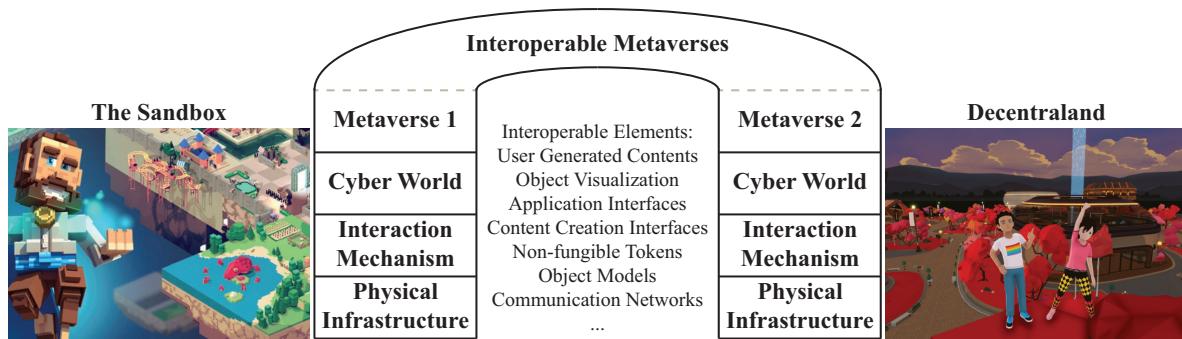 Interoperable Metaverses
The Sandbox
Metaverse 1
Cyber World
Interaction
Mechanism
Physical
Infrastructure
Interoperable Elements:
User Generated Contents
Object Visualization
Application Interfaces
Content Creation Interfaces
Non-fungible Tokens
Object Models
Communication Networks
...
Metaverse 2
Cyber World
Interaction
Mechanism
Physical
Infrastructure
Decentraland